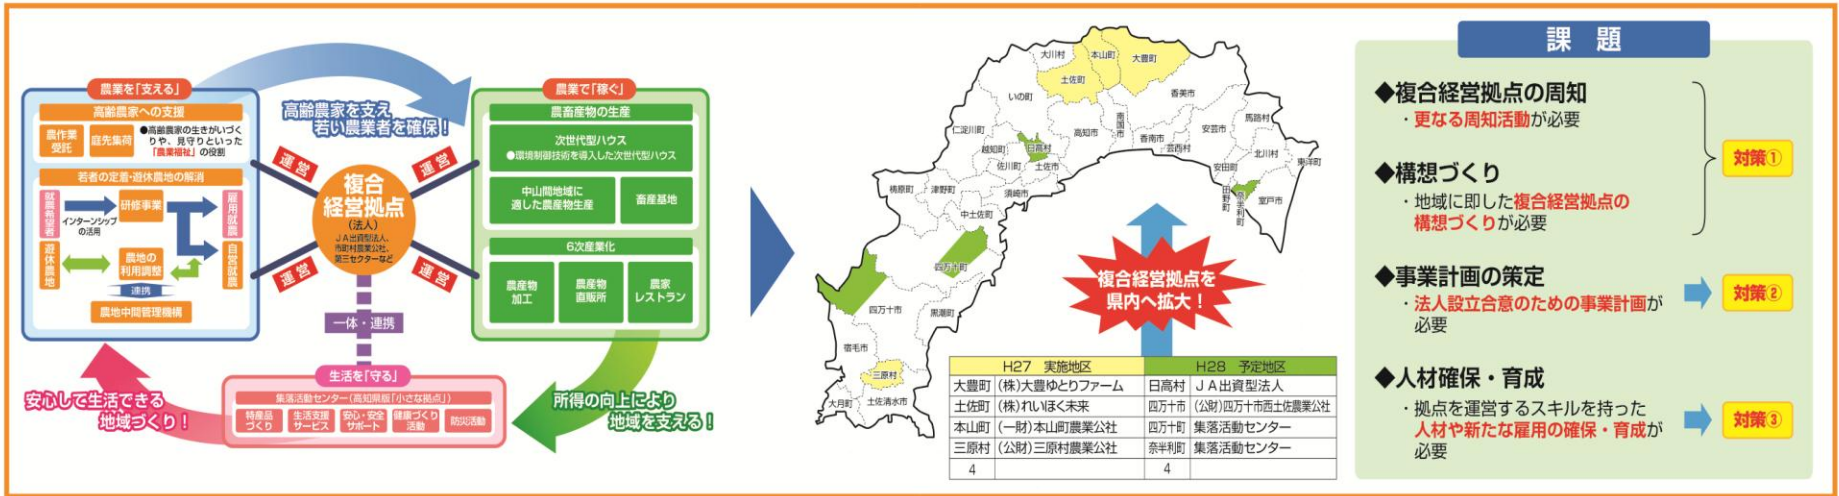 農業を「支える」
高齢農家への支援
農作業
受託
庭先集荷
●高齢農家の生きがいづく
りや、見守りといった
「農業福祉」の役割
若者の定着・遊休農地の解消
就農希望者
インターンシップ
の活用
研修事業
雇用就農
遊休農地
農地の
利用調整
自営就農
連携
農地中間管理機構
高齢農家を支え
若い農業者を確保！
運営
運営
複合
経営拠点
(法人)
JA出資型法人、
市町村農業公社、
第三セクターなど
運営
運営
一体・連携
農業で「稼ぐ」
農畜産物の生産
次世代型ハウス
●環境制御技術を導入した次世代型ハウス
中山間地域に
適した農産物生産
畜産基地
6次産業化
農産物
加工
農産物
直販所
農家
レストラン
安心して生活できる
地域づくり！
生活を「守る」
集落活動センター(高知県版「小さな拠点」)
特産品
づくり
生活支援
サービス
安心・安全
サポート
健康づくり
活動
防災活動
所得の向上により
地域を支える！
大川村
本山町
大豊町
土佐町
いの町
香美市
仁淀川町
高知市
南国市
香南市
芸西村
安芸市
馬路村
越知町
日高村
佐川町
土佐市
安田町
北川村
東洋町
田野町
奈半利町
室戸市
梼原町
津野町
須崎市
中土佐町
四万十町
四万十市
黒潮町
宿毛市
三原村
大月町
土佐清水市
複合経営拠点を
県内へ拡大！
H27 実施地区
H28 予定地区
大豊町 (株)大豊ゆとりファーム 日高村 JA出資型法人
土佐町 (株)れいほく未来 四万十市 (公財)四万十市西土佐農業公社
本山町 (一財)本山町農業公社 四万十町 集落活動センター
三原村 (公財)三原村農業公社 奈半利町 集落活動センター
4 4
課 題
◆複合経営拠点の周知
・更なる周知活動が必要
◆構想づくり
・地域に即した複合経営拠点の
構想づくりが必要
対策①
◆事業計画の策定
・法人設立合意のための事業計画が
必要
対策②
◆人材確保・育成
・拠点を運営するスキルを持った
人材や新たな雇用の確保・育成が
必要
対策③